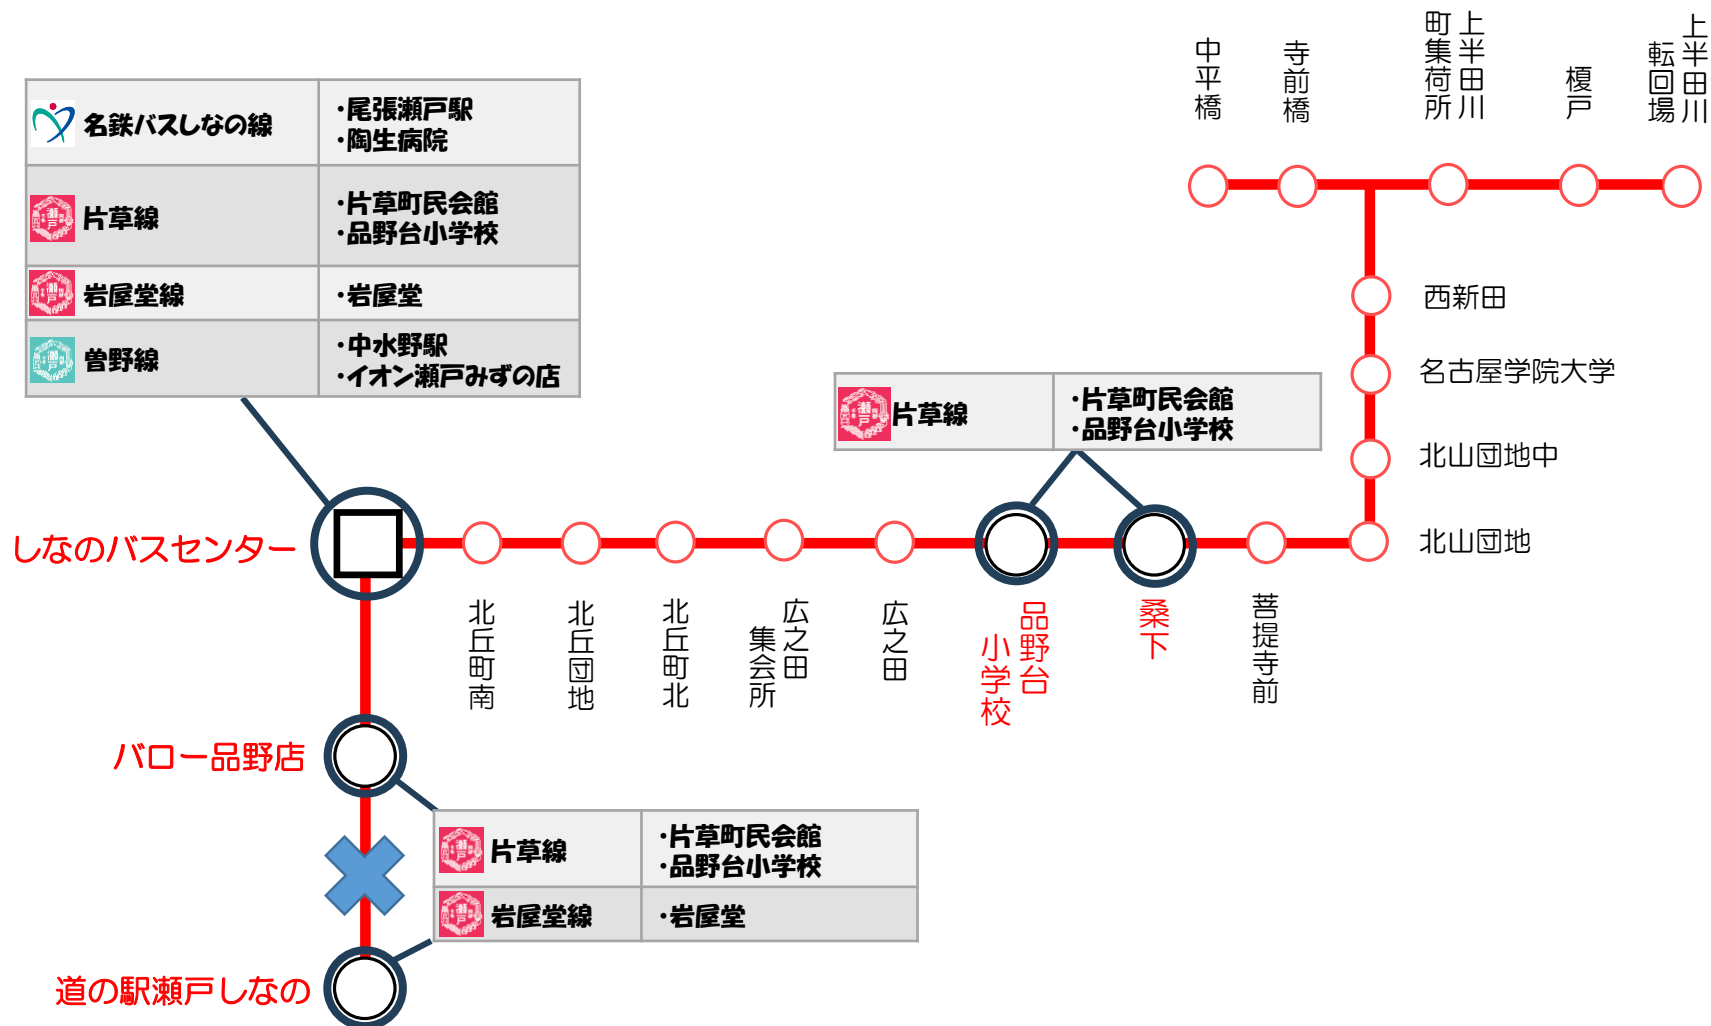 中平橋
寺前橋
上半田川
町集荷所
榎戸
上半田川
転回場
名鉄バスしなの線
・尾張瀬戸駅
・陶生病院
片草線
・片草町民会館
・品野台小学校
岩屋堂線
・岩屋堂
曽野線
・中水野駅
・イオン瀬戸みずの店
西新田
名古屋学院大学
北山団地中
北山団地
片草線
・片草町民会館
・品野台小学校
しなのバスセンター
北丘町南
北丘団地
北丘町北
広之田
集会所
広之田
品野台
小学校
桑下
菩提寺前
バロー品野店
片草線
・片草町民会館
・品野台小学校
岩屋堂線
・岩屋堂
道の駅瀬戸しなの